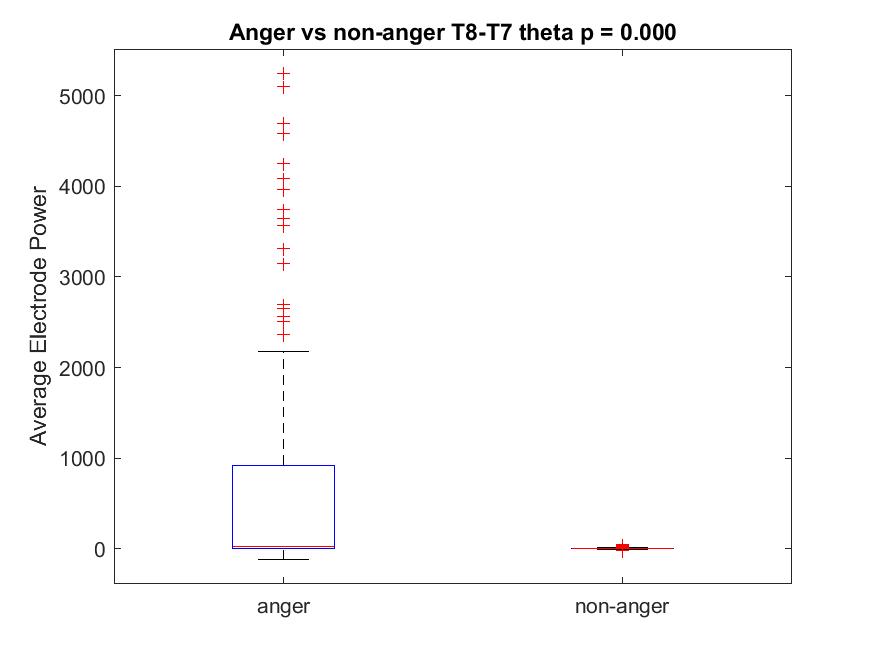 Anger vs non-anger T8-T7 theta p = 0.000
Average Electrode Power
5000
4000
3000
2000
1000
0
anger non-anger